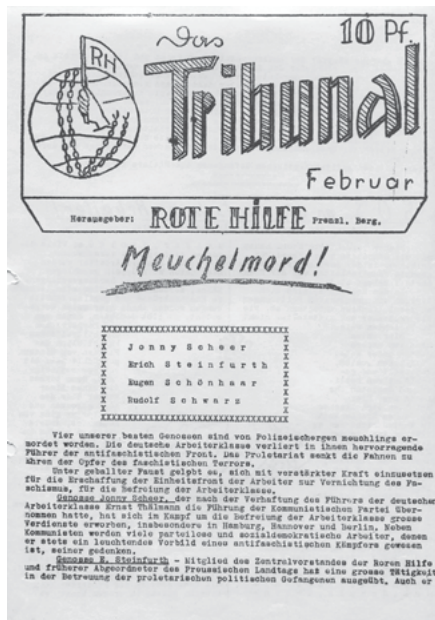 Das
10 Pf.
RH
Tribunal
Februar
Herausgeber: ROTE HILFE Prenzl. Berg.
Meuchelmord!
Jonny Scheer
Erich Steinfurth
Eugen Schönhaar
Rudolf Schwarz
Vier unserer besten Genossen sind von Polizeischergen meuchlings er-
mordet worden. Die deutsche Arbeiterklasse verliert in ihnen hervorragende
Führer der antifaschistischen Front. Das Proletariat senkt die Fahnen zu
Ehren der Opfer des faschistischen Terrors.
Unter geballter Faust gelobt es, sich mit verstärkter Kraft einzusetzen
für die Erschaffung der Einheitsfront der Arbeiter zur Vernichtung des Fa-
schismus, für die Befreiung der Arbeiterklasse.
Genosse Jonny Scheer, der nach der Verhaftung des Führers der deutschen
Arbeiterklasse Ernst Thälmann die Führung der Kommunistischen Partei über-
nommen hatte, hat sich im Kampf um die Befreiung der Arbeiterklasse grosse
Verdienste erworben, insbesondere in Hamburg, Hannover und Berlin. Neben
Kommunisten werden viele parteilose und sozialdemokratische Arbeiter, denen
er stets ein leuchtendes Vorbild eines antifaschistischen Kämpfers gewesen
ist, seiner gedenken.
Genosse E. Steinfurth - Mitglied des Zentralvorstandes der Roren Hilfe
und früherer Abgeordneter des Preussischen Landtags hat eine grosse Tätigkeit
in der Betreuung der proletarischen politischen Gefangenen ausgeübt. Auch er